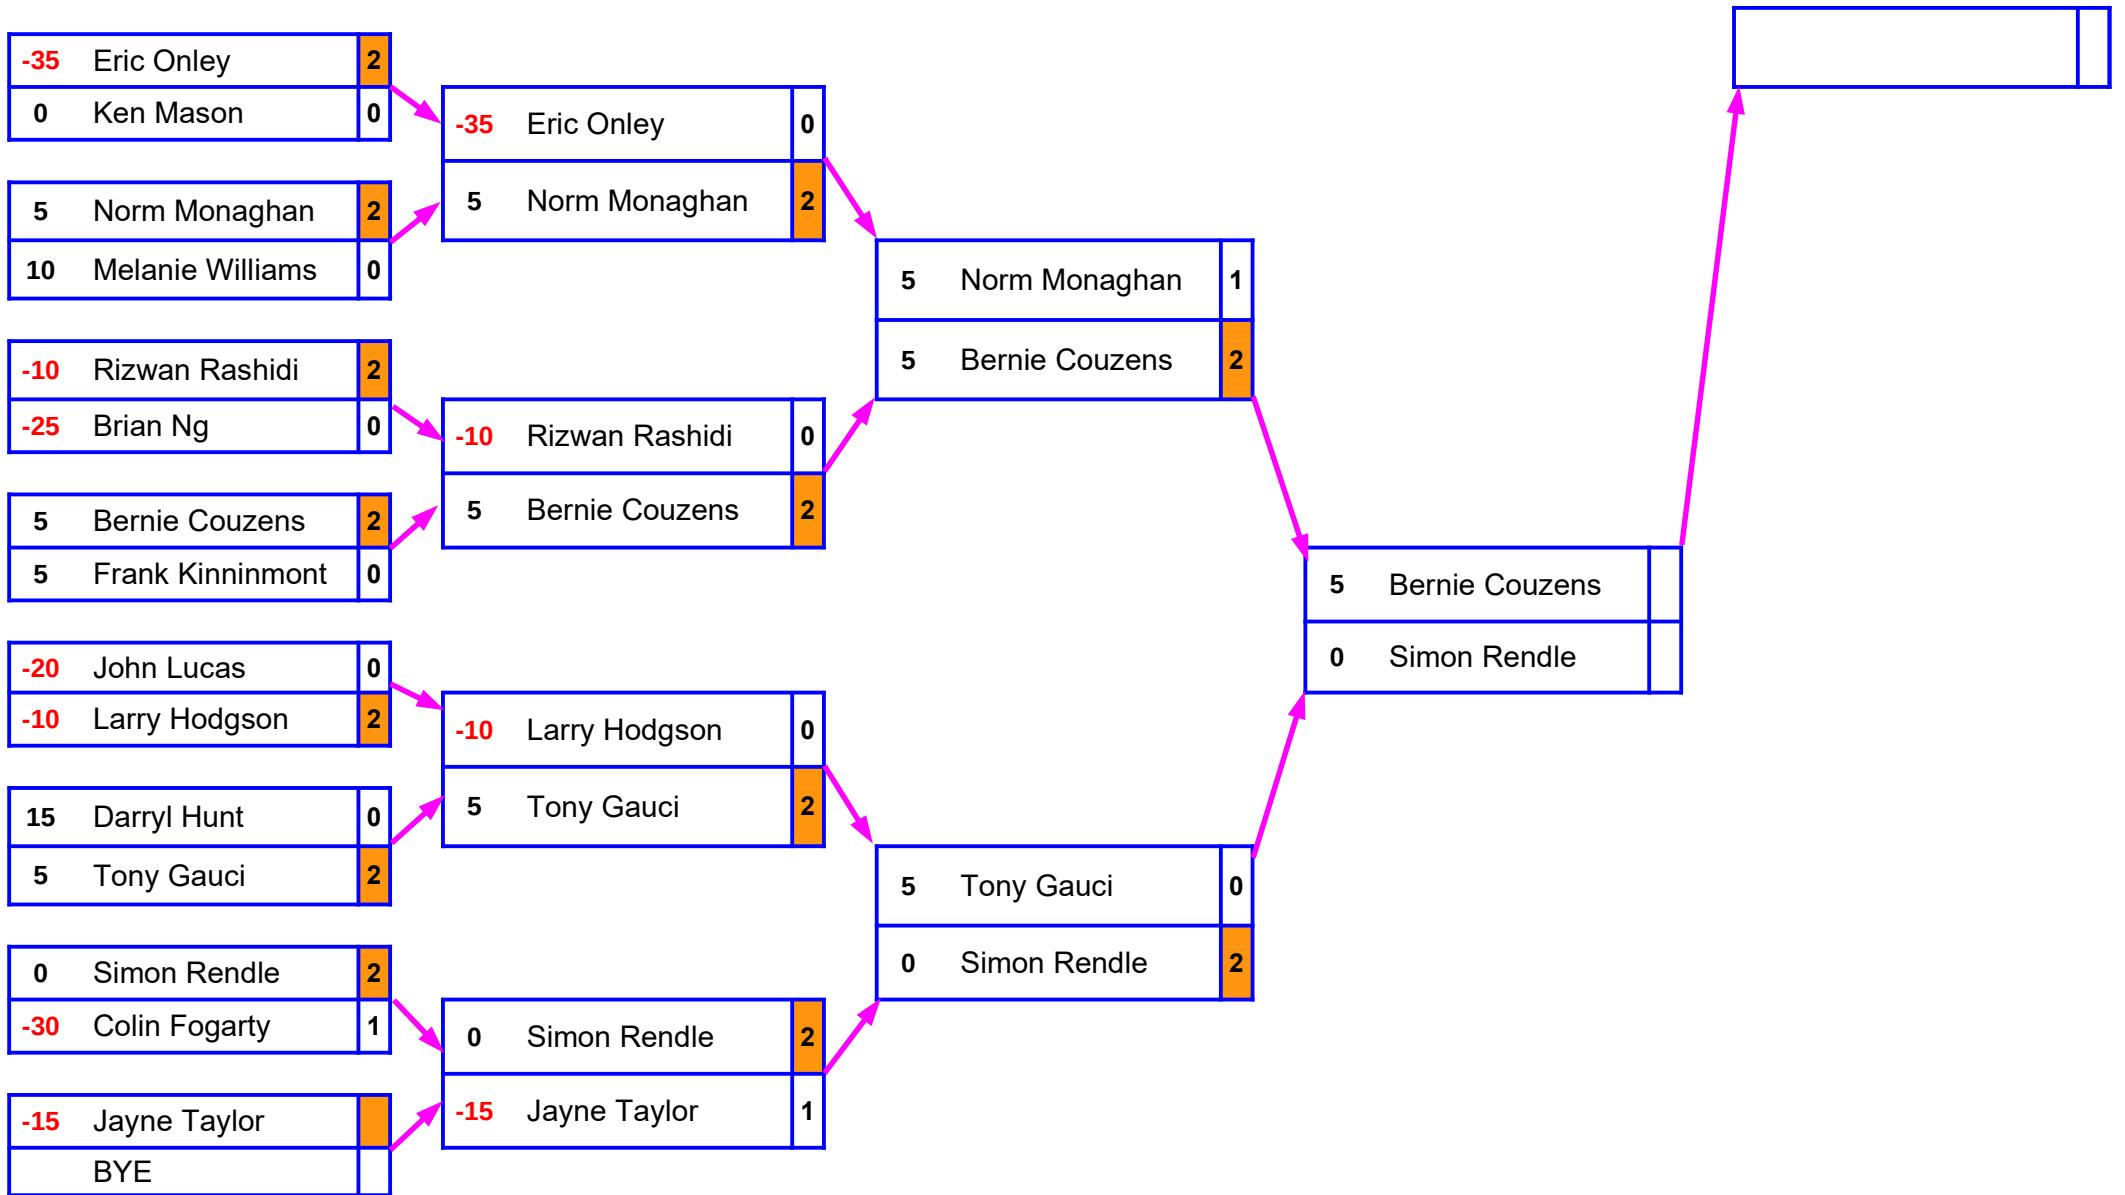 -35 Eric Onley 2
0 Ken Mason 0
5 Norm Monaghan 2
10 Melanie Williams 0
-10 Rizwan Rashidi 2
-25 Brian Ng 0
5 Bernie Couzens 2
5 Frank Kinninmont 0
-20 John Lucas 0
-10 Larry Hodgson 2
15 Darryl Hunt 0
5 Tony Gauci 2
0 Simon Rendle 2
-30 Colin Fogarty 1
-15 Jayne Taylor
BYE
-35 Eric Onley 0
5 Norm Monaghan 2
-10 Rizwan Rashidi 0
5 Bernie Couzens 2
-10 Larry Hodgson 0
5 Tony Gauci 2
0 Simon Rendle 2
-15 Jayne Taylor 1
5 Norm Monaghan 1
5 Bernie Couzens 2
5 Tony Gauci 0
0 Simon Rendle 2
5 Bernie Couzens
0 Simon Rendle